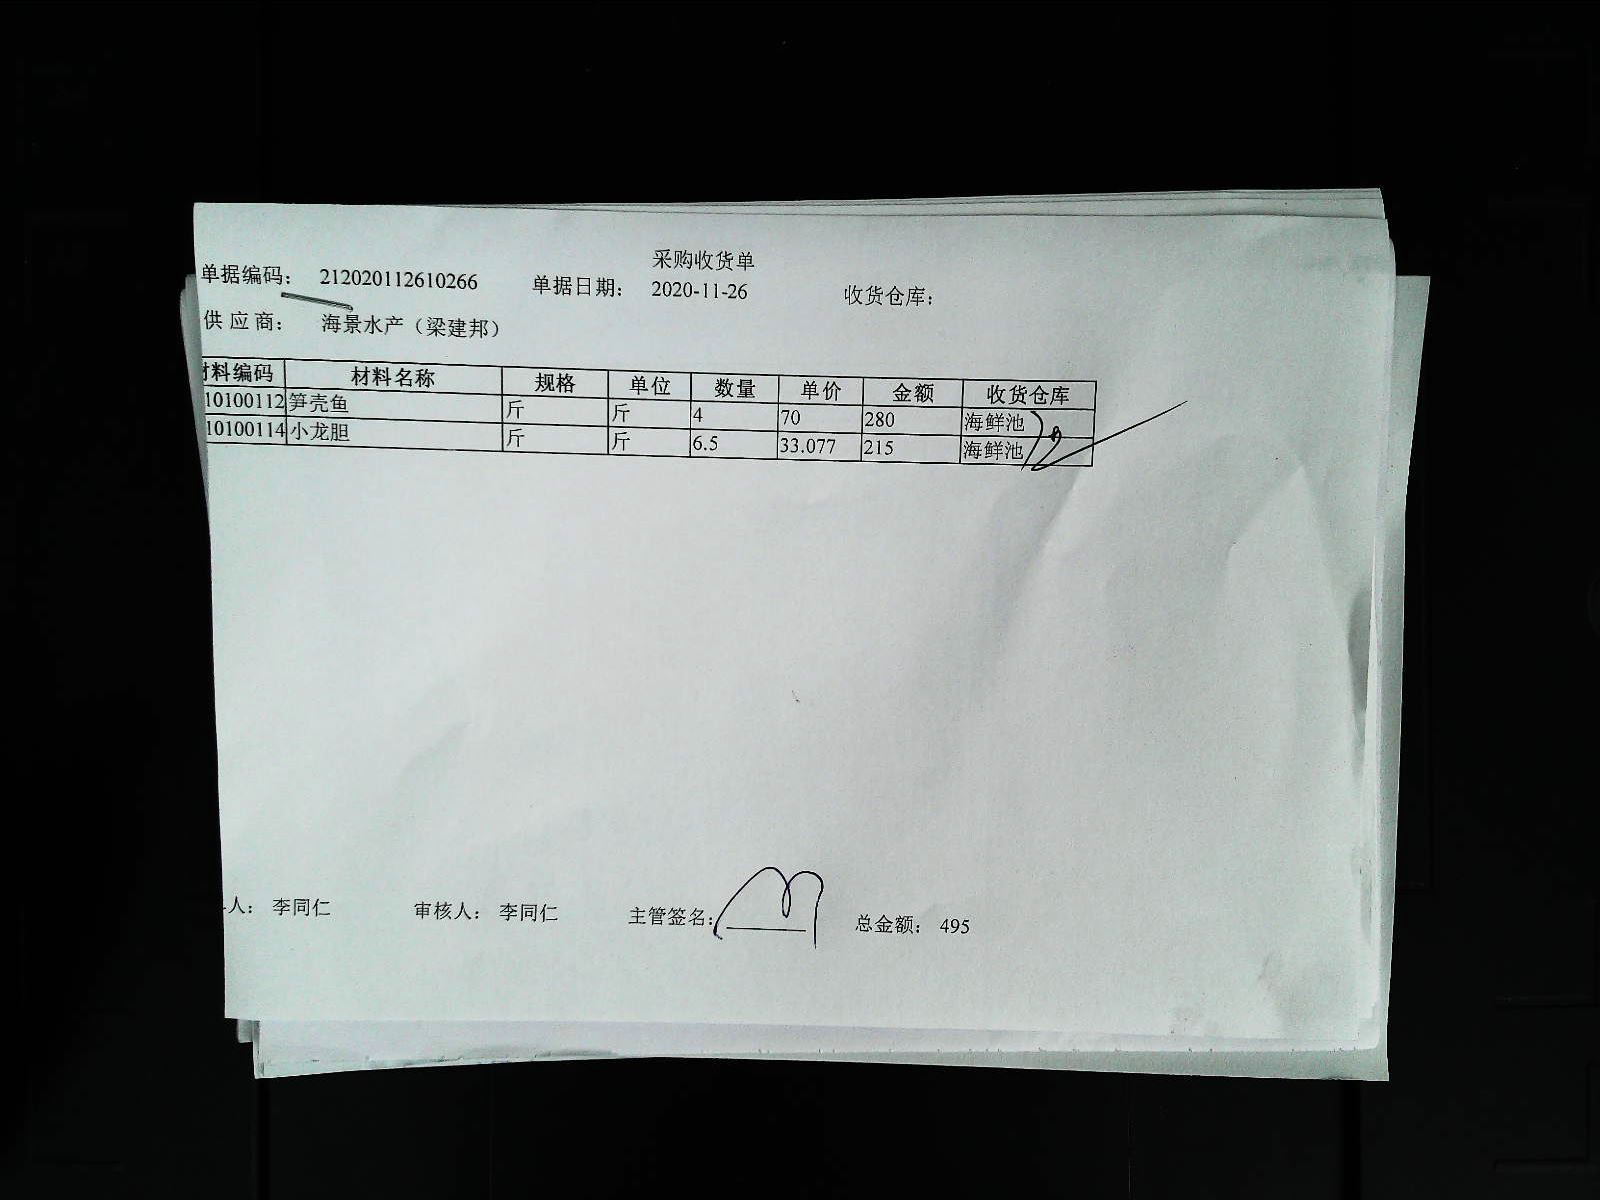 采购收货单
单据编码： 212020112610266 单据日期： 2020-11-26 收货仓库：
供 应 商： 海景水产（梁建邦）
材料编码 材料名称 规格 单位 数量 单价 金额 收货仓库
10100112 笋壳鱼 斤 斤 4 70 280 海鲜池
10100114 小龙胆 斤 斤 6.5 33.077 215 海鲜池
人： 李同仁 审核人： 李同仁 主管签名： 总金额： 495